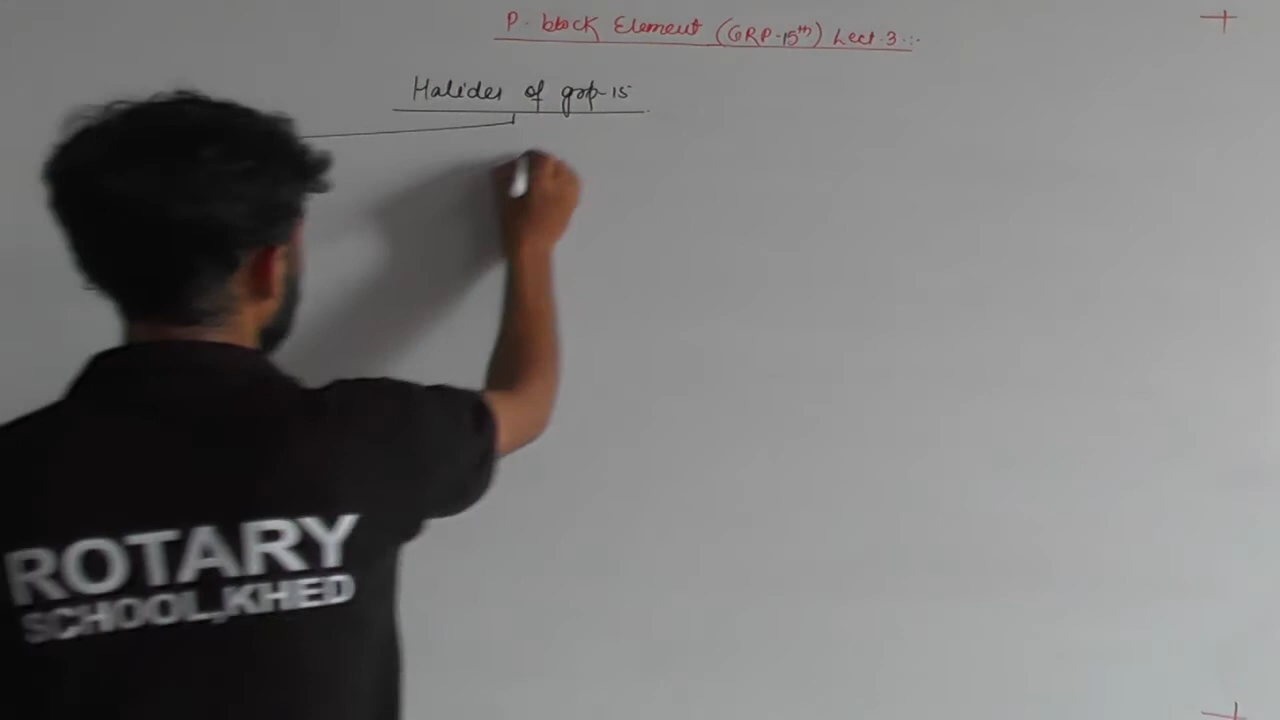 P. block Element (GRP-15th) Lect.3...
Halides of grp-15
ROTARY
SCHOOL,KHED